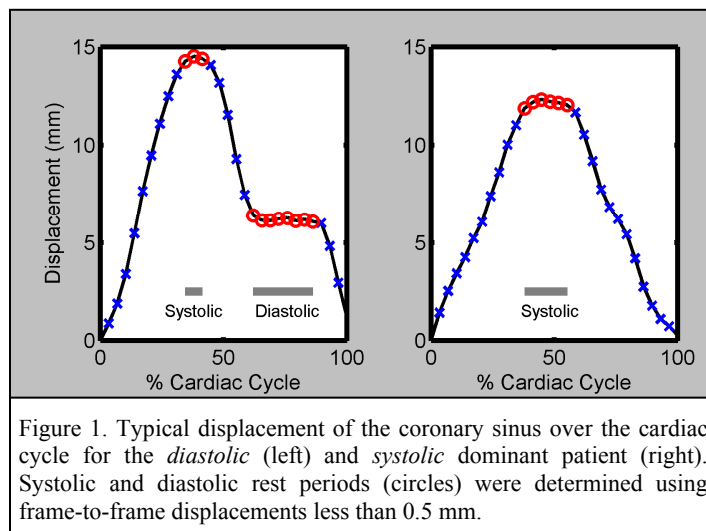 15
10
5
0
Displacement (mm)
Systolic
Diastolic
0
50
100
% Cardiac Cycle
15
10
5
0
Systolic
0
50
100
% Cardiac Cycle
Figure 1. Typical displacement of the coronary sinus over the cardiac
cycle for the diastolic (left) and systolic dominant patient (right).
Systolic and diastolic rest periods (circles) were determined using
frame-to-frame displacements less than 0.5 mm.